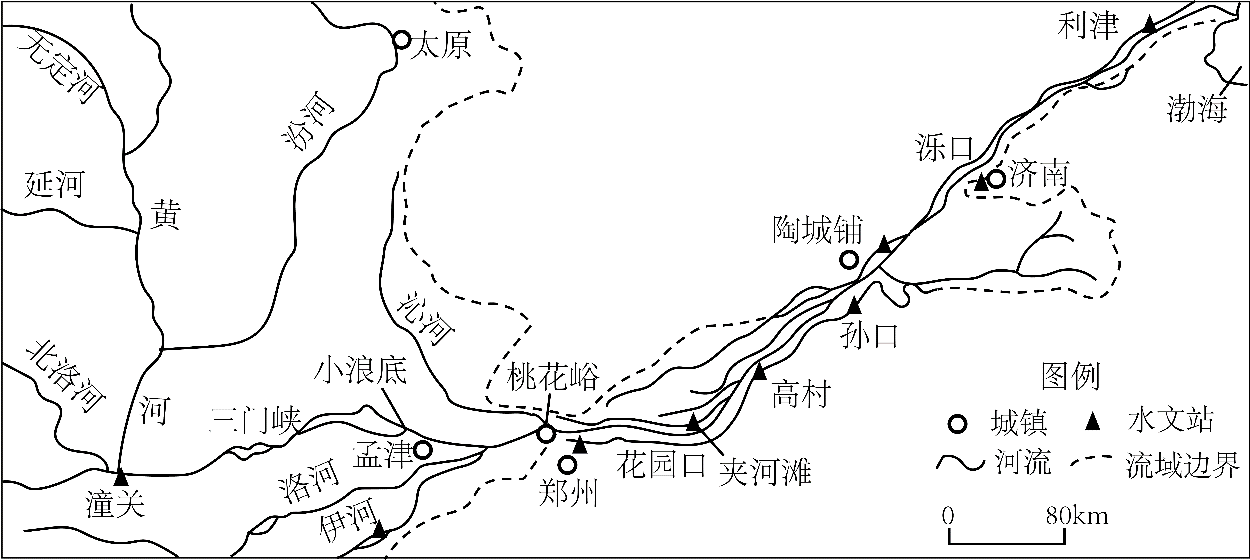 利津
太原
无定河
渤海
汾河
泺口
济南
延河
黄
陶城铺
沁河
孙口
北洛河
小浪底
桃花峪
图例
高村
河
三门峡
城镇
水文站
孟津
花园口
夹河滩
河流
流域边界
洛河
郑州
潼关
伊河
0
80km